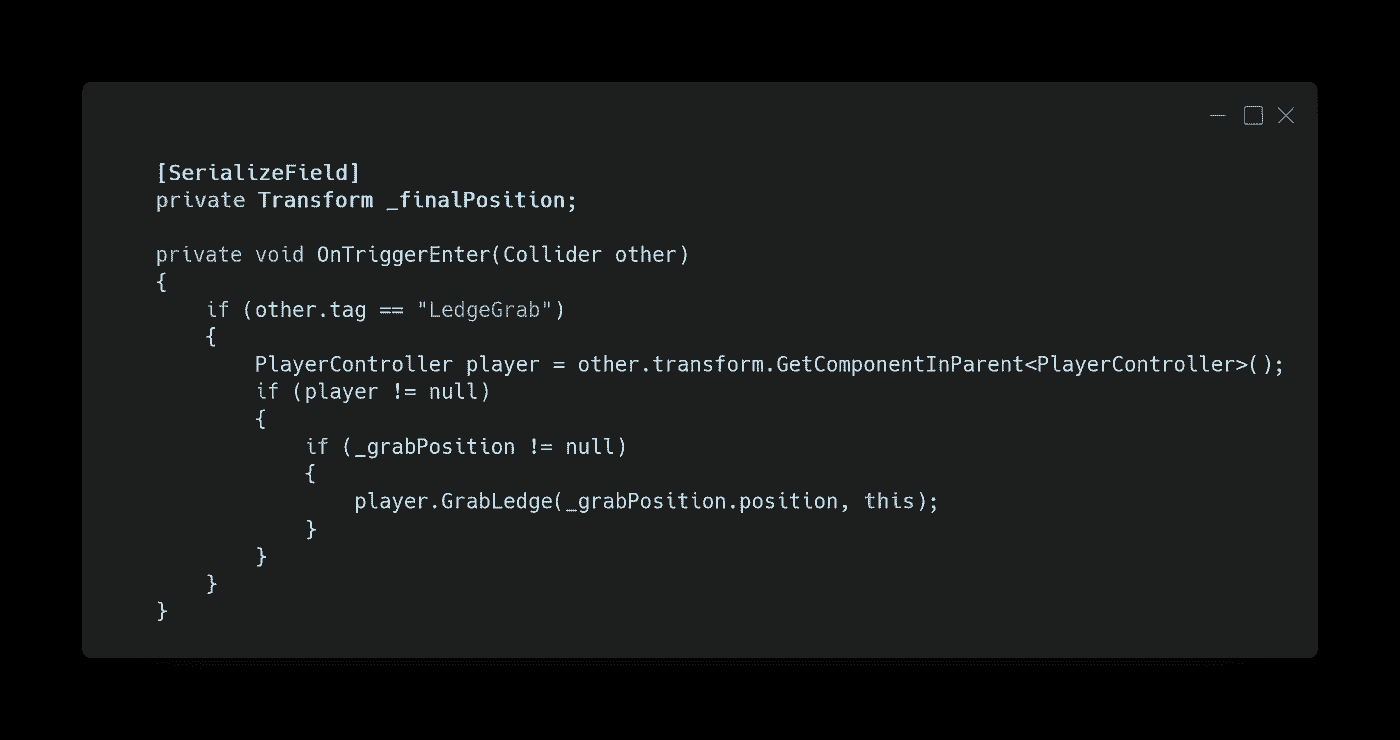 [SerializeField]
private Transform _finalPosition;

private void OnTriggerEnter(Collider other)
{
    if (other.tag == "LedgeGrab")
    {
        PlayerController player = other.transform.GetComponentInParent<PlayerController>();
        if (player != null)
        {
            if (_grabPosition != null)
            {
                player.GrabLedge(_grabPosition.position, this);
            }
        }
    }
}